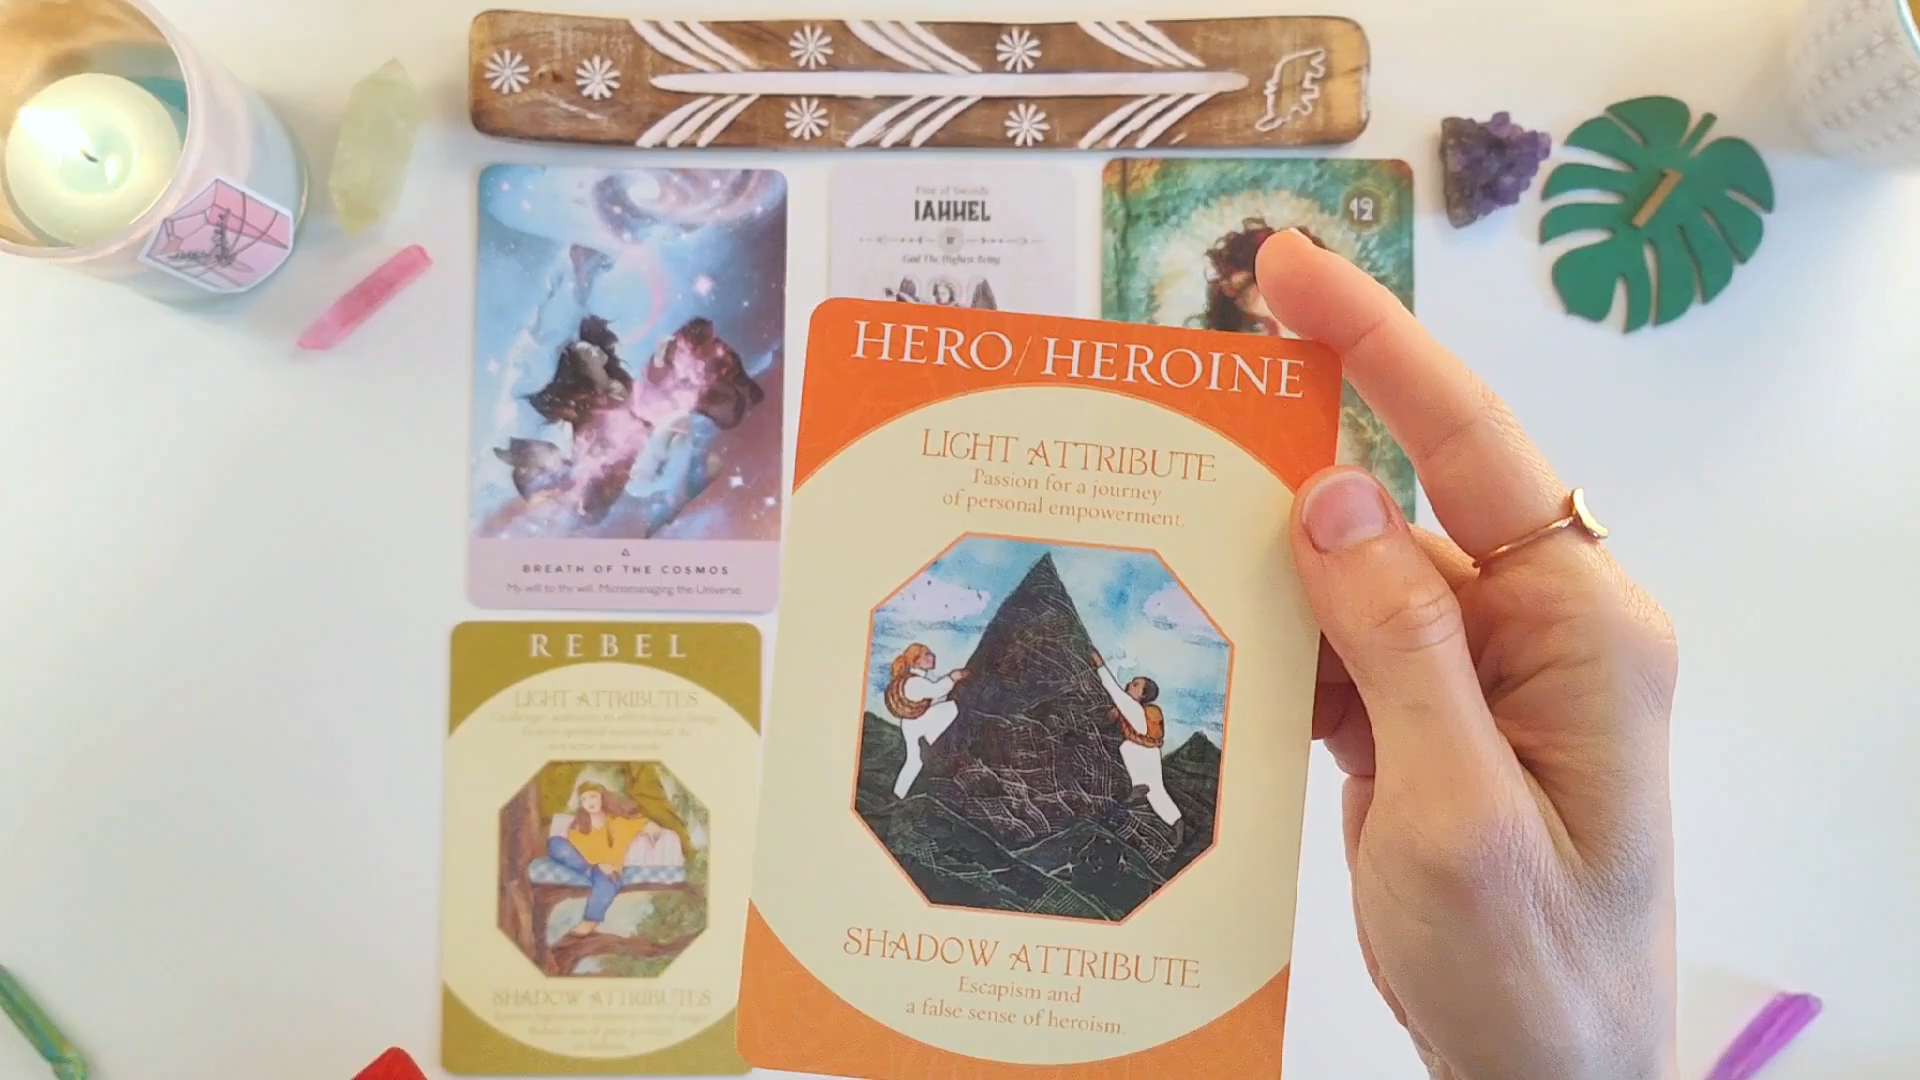 Five of Swords
IAHHEL
God The Highest Being
42
BREATH OF THE COSMOS
My will to thy will. Micromanaging the Universe.
HERO/HEROINE
LIGHT ATTRIBUTE
Passion for a journey
of personal empowerment.
SHADOW ATTRIBUTE
Escapism and
a false sense of heroism.
REBEL
LIGHT ATTRIBUTES
SHADOW ATTRIBUTES
1